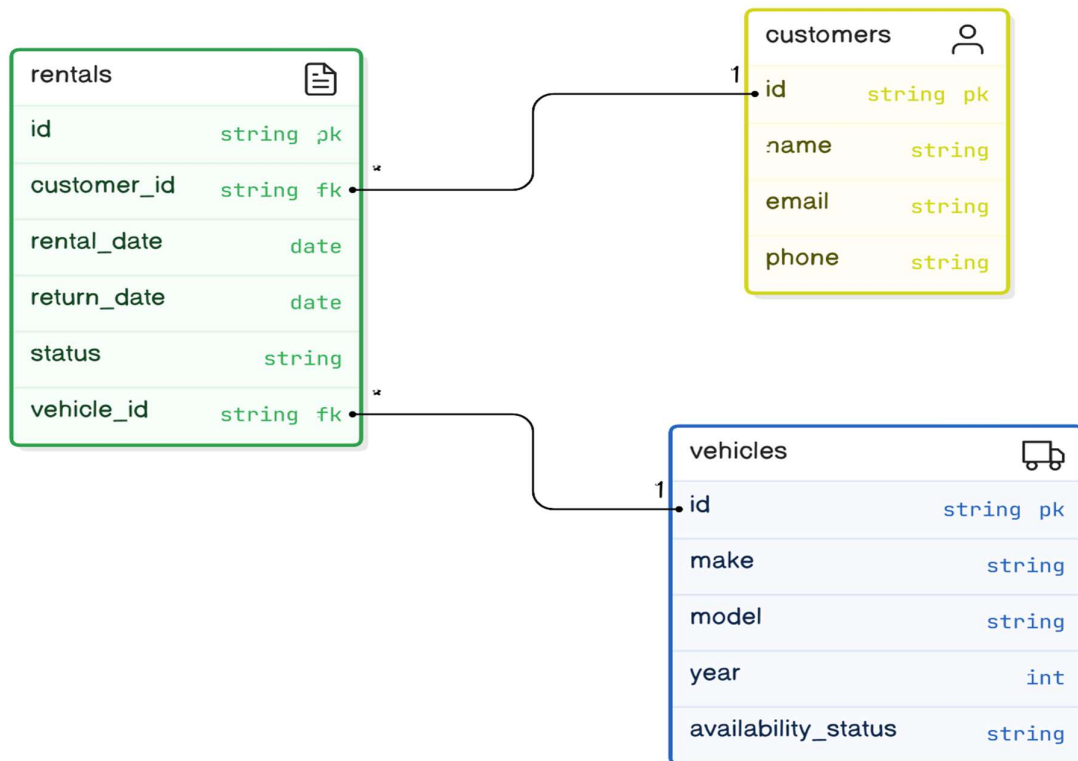 rentals
id string pk
customer_id string fk
rental_date date
return_date date
status string
vehicle_id string fk
*
*
1
customers
id string pk
name string
email string
phone string
1
vehicles
id string pk
make string
model string
year int
availability_status string